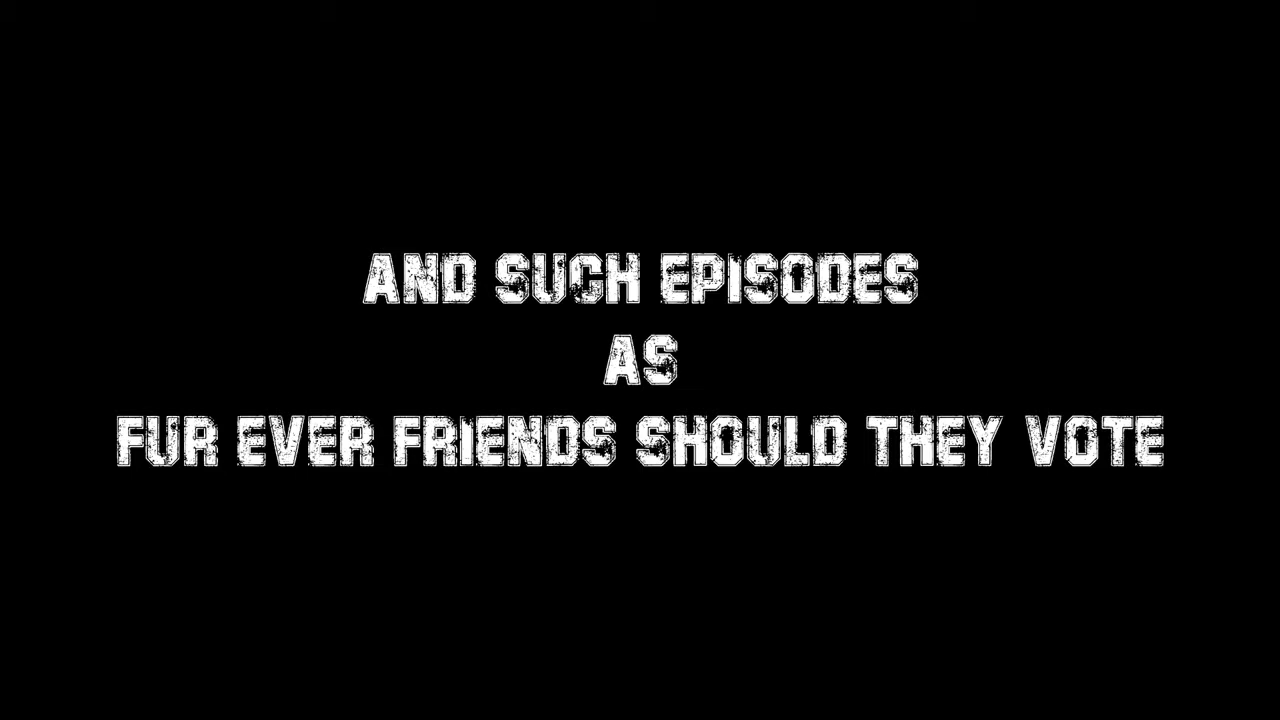 AND SUCH EPISODES
AS
FUR EVER FRIENDS SHOULD THEY VOTE